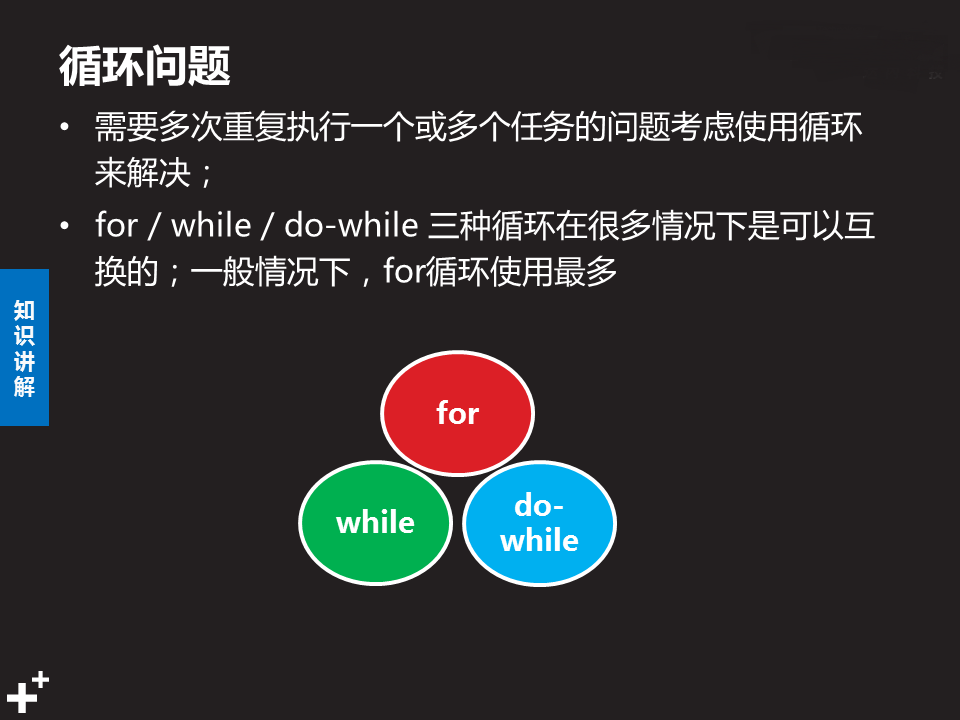 循环问题
• 需要多次重复执行一个或多个任务的问题考虑使用循环
来解决；
• for / while / do-while 三种循环在很多情况下是可以互
换的；一般情况下，for循环使用最多
知
识
讲
解
for
while
do-
while